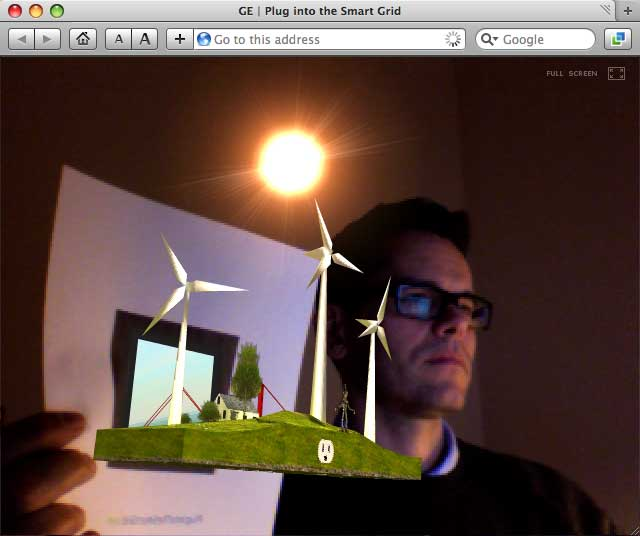 GE | Plug into the Smart Grid
A A + Go to this address Google
FULL SCREEN